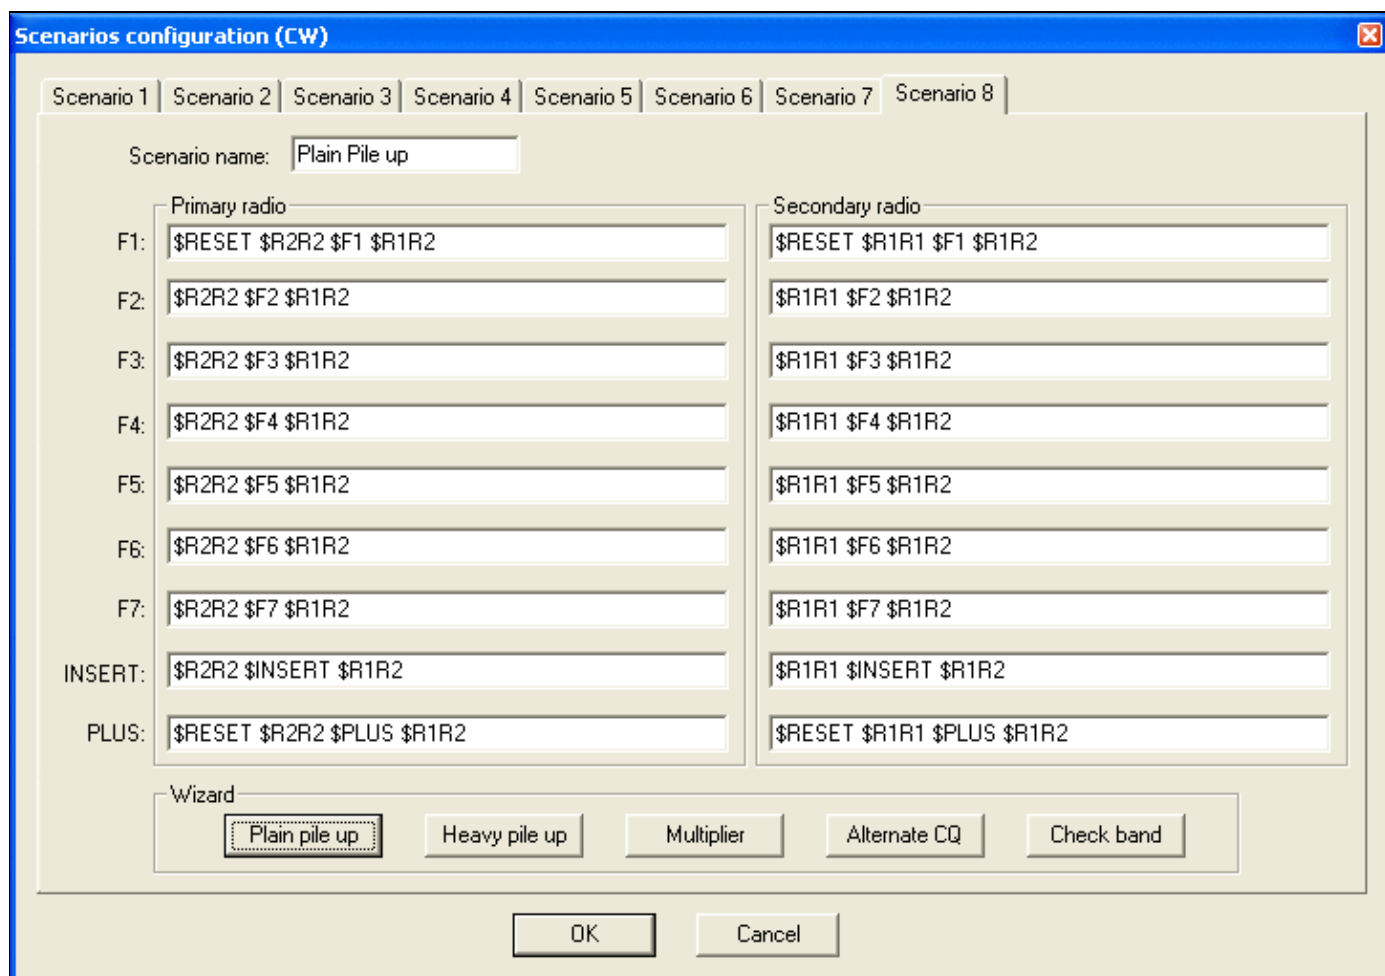 Scenarios configuration (CW)
Scenario 1 Scenario 2 Scenario 3 Scenario 4 Scenario 5 Scenario 6 Scenario 7 Scenario 8
Scenario name: Plain Pile up
Primary radio Secondary radio
F1: $RESET $R2R2 $F1 $R1R2 $RESET $R1R1 $F1 $R1R2
F2: $R2R2 $F2 $R1R2 $R1R1 $F2 $R1R2
F3: $R2R2 $F3 $R1R2 $R1R1 $F3 $R1R2
F4: $R2R2 $F4 $R1R2 $R1R1 $F4 $R1R2
F5: $R2R2 $F5 $R1R2 $R1R1 $F5 $R1R2
F6: $R2R2 $F6 $R1R2 $R1R1 $F6 $R1R2
F7: $R2R2 $F7 $R1R2 $R1R1 $F7 $R1R2
INSERT: $R2R2 $INSERT $R1R2 $R1R1 $INSERT $R1R2
PLUS: $RESET $R2R2 $PLUS $R1R2 $RESET $R1R1 $PLUS $R1R2
Wizard
Plain pile up Heavy pile up Multiplier Alternate CQ Check band
OK Cancel